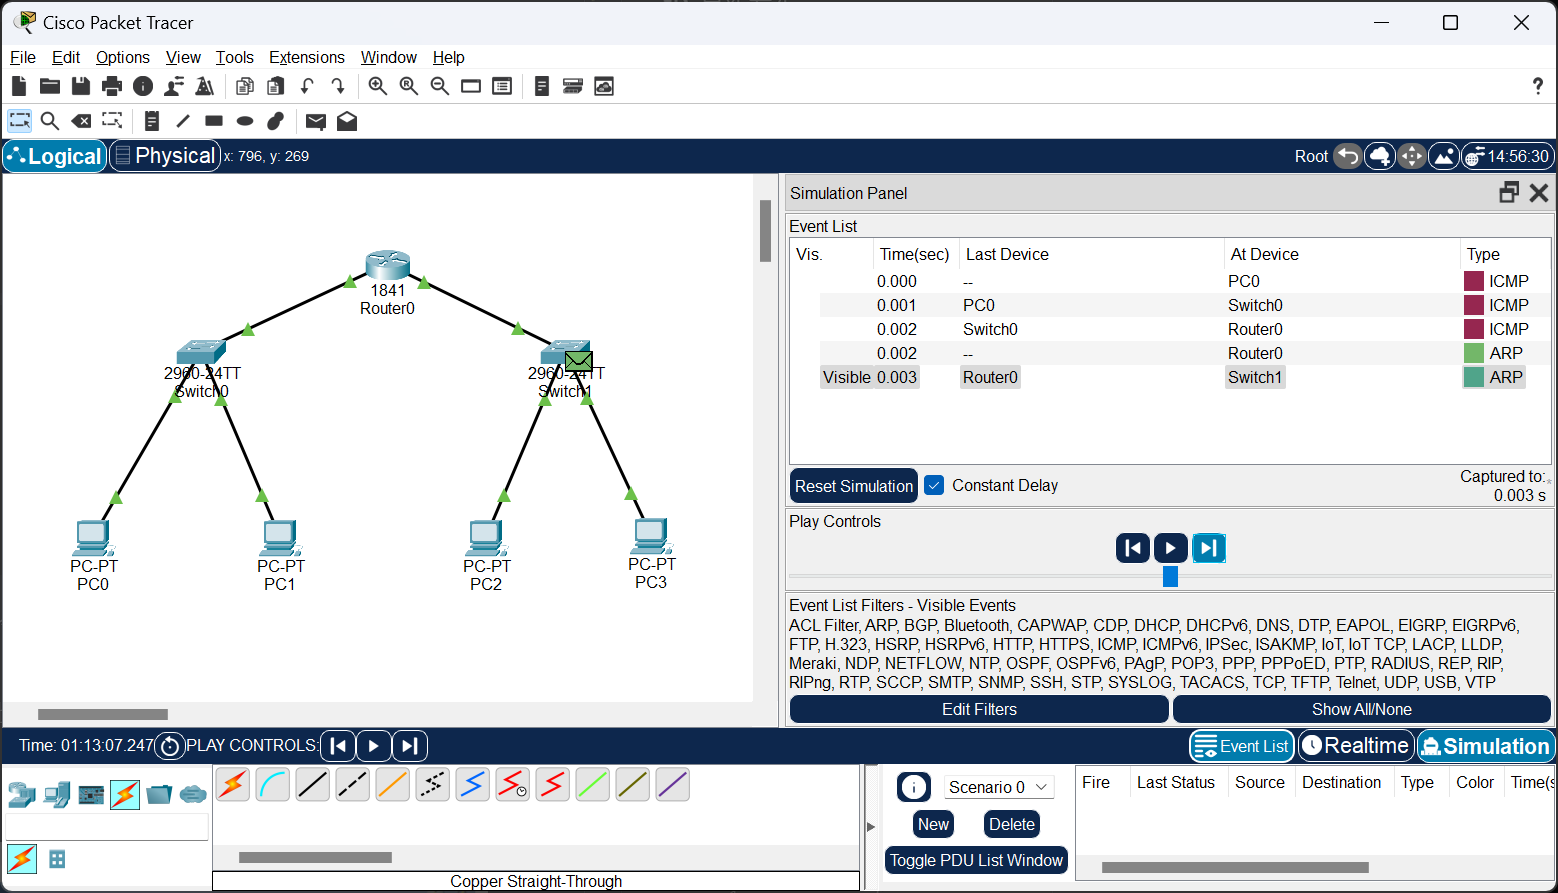 Cisco Packet Tracer
File Edit Options View Tools Extensions Window Help
Logical Physical x: 796, y: 269 Root 14:56:30
1841
Router0
2960-24TT
Switch0
2960-24TT
Switch1
PC-PT
PC0
PC-PT
PC1
PC-PT
PC2
PC-PT
PC3
Simulation Panel
Event List
Vis. Time(sec) Last Device At Device Type
0.000 -- PC0 ICMP
0.001 PC0 Switch0 ICMP
0.002 Switch0 Router0 ICMP
0.002 -- Router0 ARP
Visible 0.003 Router0 Switch1 ARP
Reset Simulation Constant Delay Captured to:*
0.003 s
Play Controls
Event List Filters - Visible Events
ACL Filter, ARP, BGP, Bluetooth, CAPWAP, CDP, DHCP, DHCPv6, DNS, DTP, EAPOL, EIGRP, EIGRPv6,
FTP, H.323, HSRP, HSRPv6, HTTP, HTTPS, ICMP, ICMPv6, IPSec, ISAKMP, IoT, IoT TCP, LACP, LLDP,
Meraki, NDP, NETFLOW, NTP, OSPF, OSPFv6, PAgP, POP3, PPP, PPPoED, PTP, RADIUS, REP, RIP,
RIPng, RTP, SCCP, SMTP, SNMP, SSH, STP, SYSLOG, TACACS, TCP, TFTP, Telnet, UDP, USB, VTP
Edit Filters Show All/None
Time: 01:13:07.247 PLAY CONTROLS: Event List Realtime Simulation
Scenario 0
New Delete
Toggle PDU List Window
Fire Last Status Source Destination Type Color Time(s
Copper Straight-Through